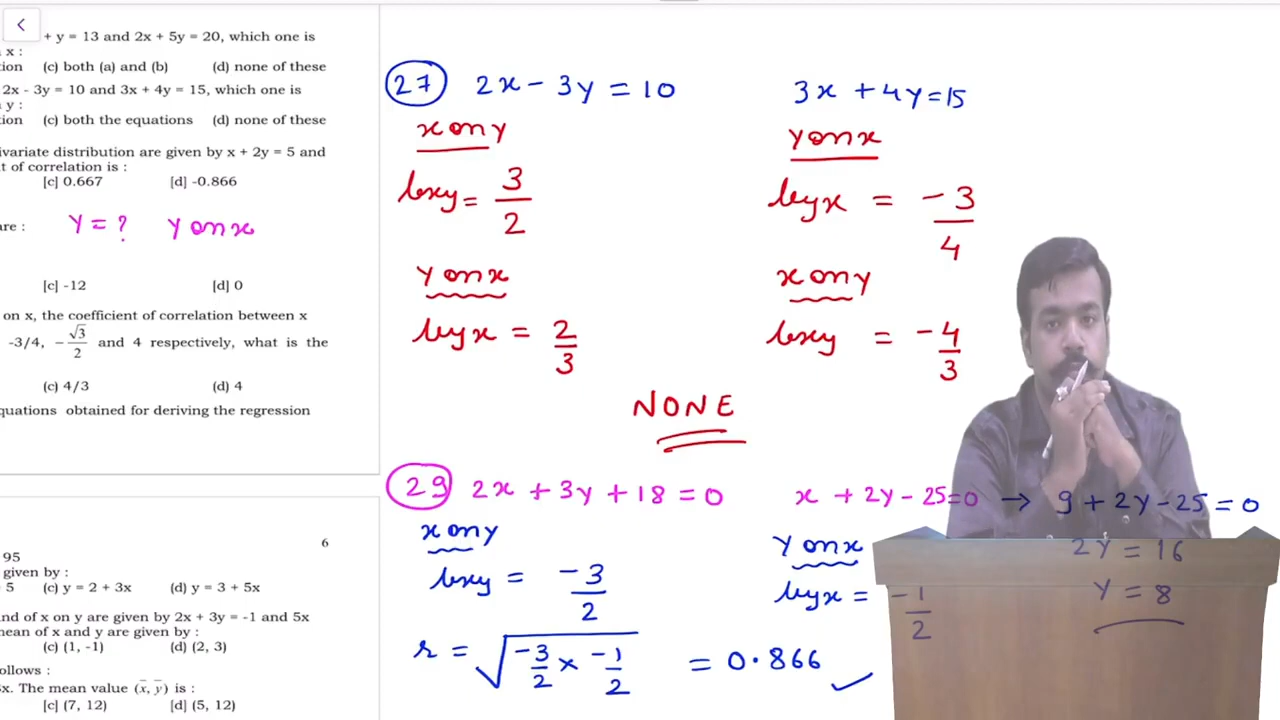 + y = 13 and 2x + 5y = 20, which one is
x :
tion (c) both (a) and (b) (d) none of these
2x - 3y = 10 and 3x + 4y = 15, which one is
y :
tion (c) both the equations (d) none of these
ivariate distribution are given by x + 2y = 5 and
t of correlation is :
[c] 0.667 [d] -0.866
are : Y = ? Y on x
[c] -12 [d] 0
on x, the coefficient of correlation between x
-3/4, -√3/2 and 4 respectively, what is the
(c) 4/3 (d) 4
quations obtained for deriving the regression
6
95
given by :
5 (c) y = 2 + 3x (d) y = 3 + 5x
and of x on y are given by 2x + 3y = -1 and 5x
mean of x and y are given by :
(c) (1, -1) (d) (2, 3)
follows :
x. The mean value (x̄, ȳ) is :
[c] (7, 12) [d] (5, 12)
27 2x - 3y = 10 3x + 4y = 15
x on y Y on x
bxy = 3/2 byx = -3/4
Y on x x on y
byx = 2/3 bxy = -4/3
NONE
29 2x + 3y + 18 = 0 x + 2y - 25 = 0 → 9 + 2y - 25 = 0
x on y Y on x 2Y = 16
bxy = -3/2 byx = -1/2 Y = 8
r = √(-3/2 x -1/2) = 0.866